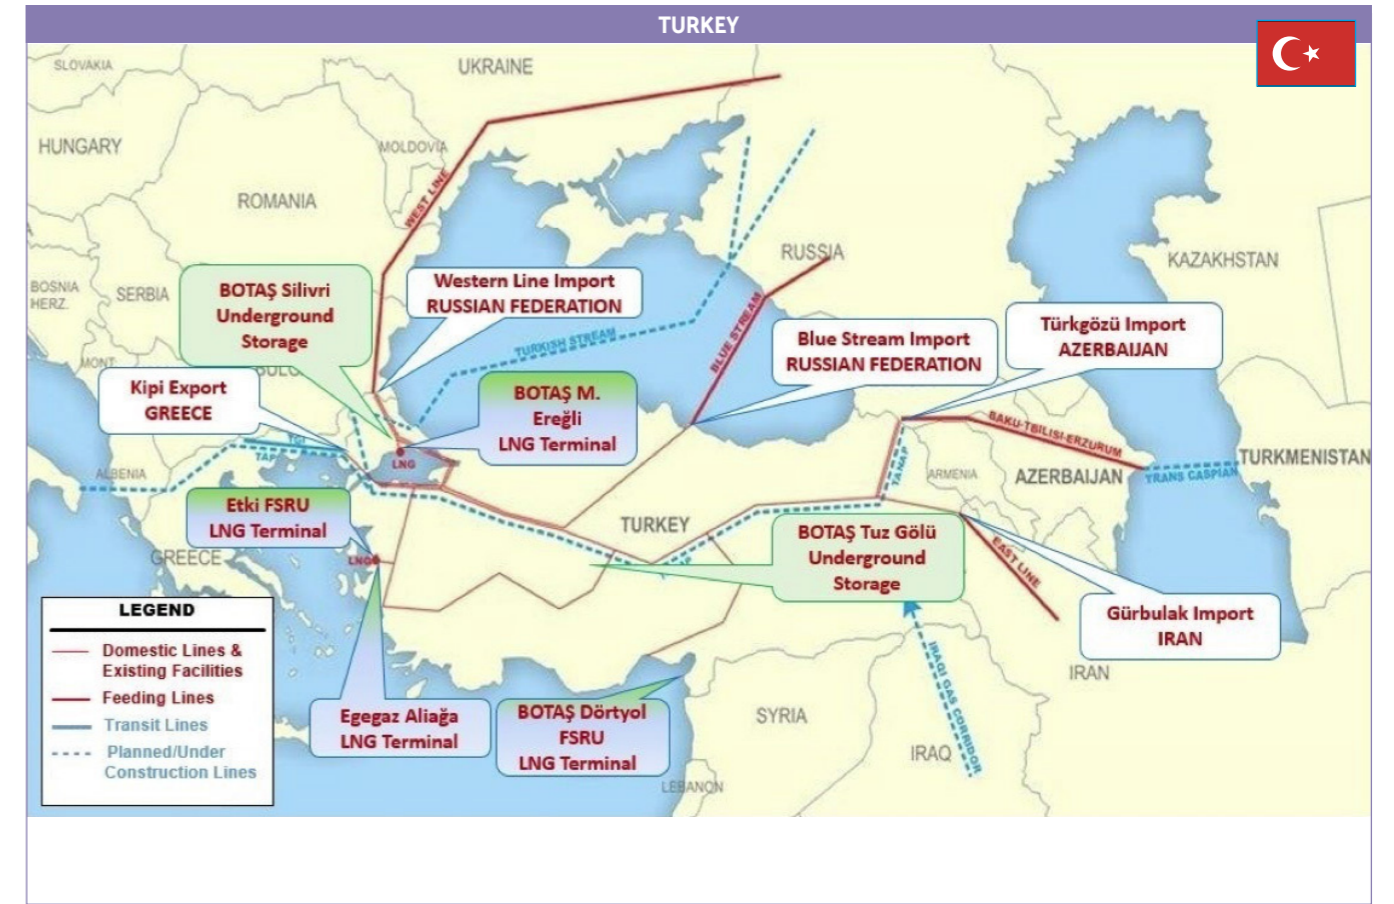 TURKEY
SLOVAKIA
UKRAINE
HUNGARY
MOLDOVIA
ROMANIA
WEST LINE
RUSSIA
KAZAKHSTAN
BOSNIA
HERZ.
SERBIA
BOTAŞ Silivri
Underground
Storage
Western Line Import
RUSSIAN FEDERATION
TURKISH STREAM
BLUE STREAM
Blue Stream Import
RUSSIAN FEDERATION
Türkgözü Import
AZERBAIJAN
MONT.
Kipi Export
GREECE
BOTAŞ M.
Ereğli
LNG Terminal
BAKU-TBILISI-ERZURUM
TGI
TAP
LNG
ALBENIA
TANAP
ARMENIA
AZERBAIJAN
TRANS CASPIAN
TURKMENISTAN
Etki FSRU
LNG Terminal
TURKEY
BOTAŞ Tuz Gölü
Underground
Storage
EAST LINE
GREECE
LNG
LEGEND
Domestic Lines &
Existing Facilities
Feeding Lines
Transit Lines
Planned/Under
Construction Lines
Gürbulak Import
IRAN
IRAQI GAS CORRIDOR
IRAN
Egegaz Aliağa
LNG Terminal
BOTAŞ Dörtyol
FSRU
LNG Terminal
SYRIA
IRAQ
LEBANON